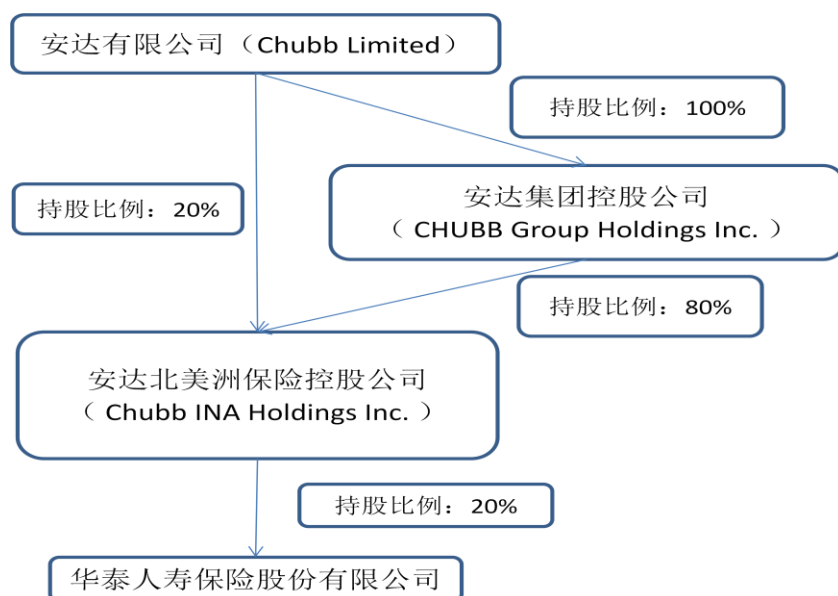 安达有限公司（Chubb Limited）
持股比例：100%
持股比例：20%
安达集团控股公司
（ CHUBB Group Holdings Inc. ）
持股比例：80%
安达北美洲保险控股公司
（ Chubb INA Holdings Inc. ）
持股比例：20%
华泰人寿保险股份有限公司